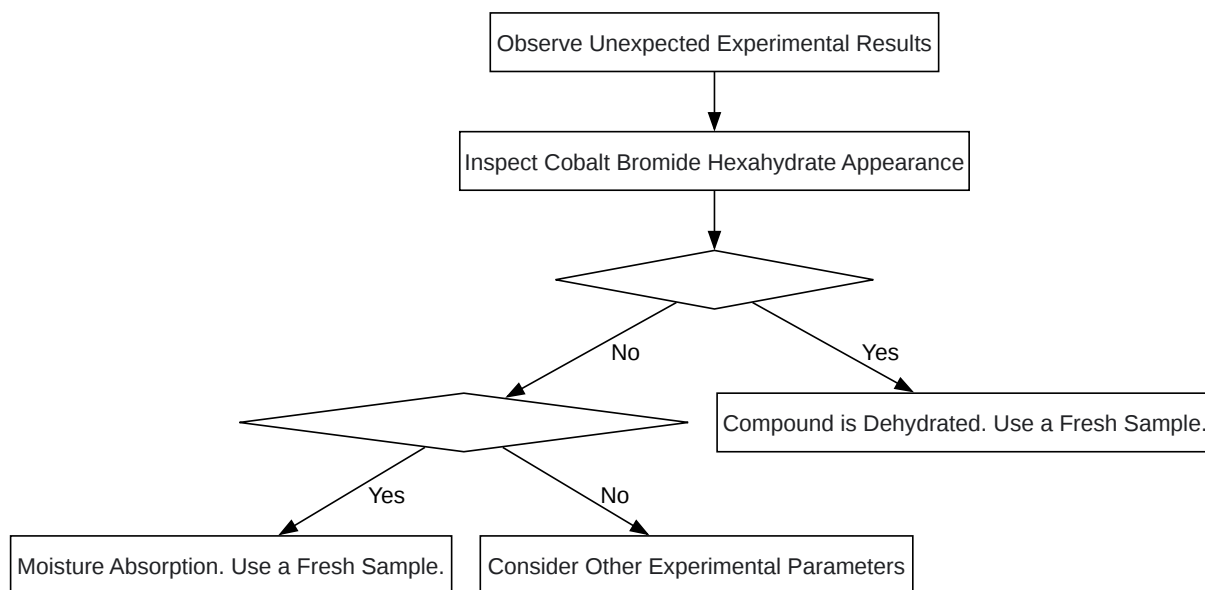 Observe Unexpected Experimental Results
Inspect Cobalt Bromide Hexahydrate Appearance
No
Yes
Compound is Dehydrated. Use a Fresh Sample.
Yes
No
Moisture Absorption. Use a Fresh Sample.
Consider Other Experimental Parameters